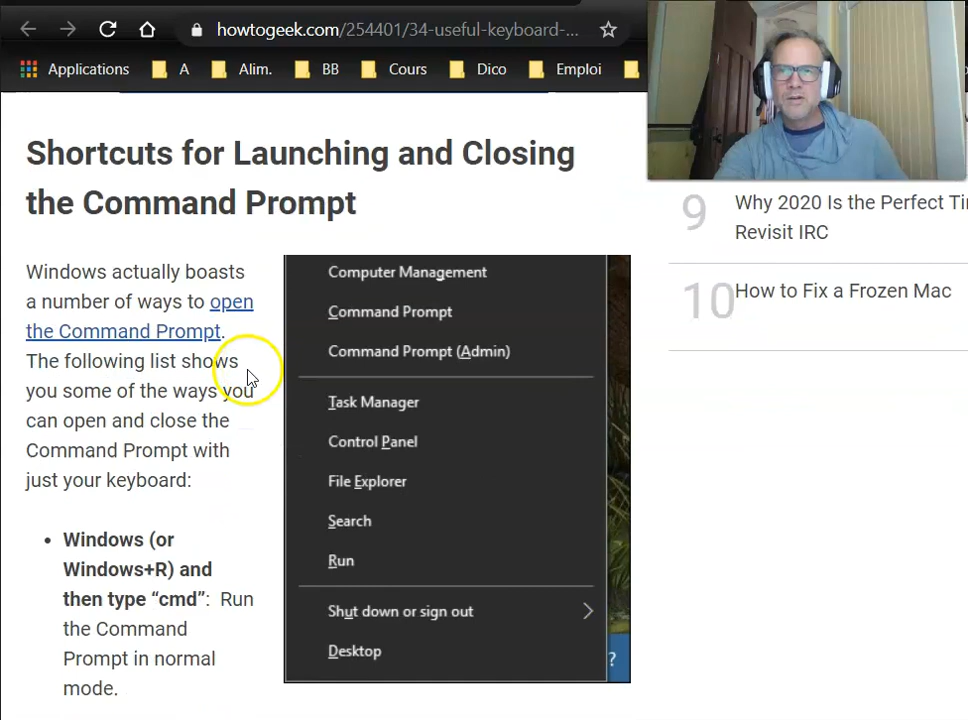 howtogeek.com/254401/34-useful-keyboard-...
Applications A Alim. BB Cours Dico Emploi
Shortcuts for Launching and Closing
the Command Prompt
Windows actually boasts
a number of ways to open
the Command Prompt.
The following list shows
you some of the ways you
can open and close the
Command Prompt with
just your keyboard:
• Windows (or
Windows+R) and
then type “cmd”: Run
the Command
Prompt in normal
mode.
Computer Management
Command Prompt
Command Prompt (Admin)
Task Manager
Control Panel
File Explorer
Search
Run
Shut down or sign out
Desktop
?
9 Why 2020 Is the Perfect
Revisit IRC
10 How to Fix a Frozen Mac